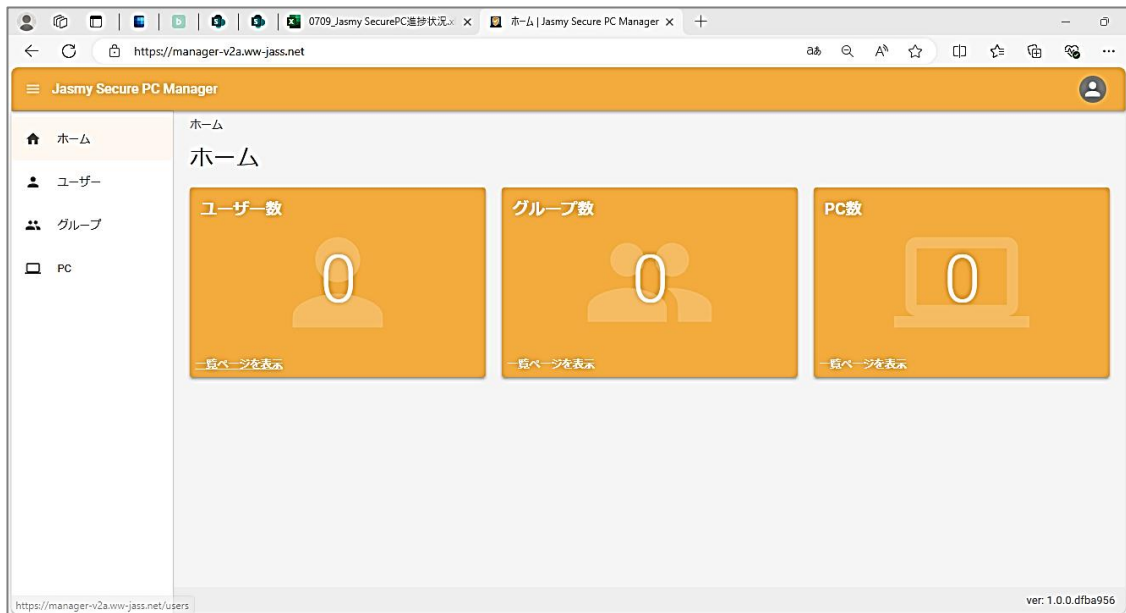 0709_Jasmy SecurePC進捗状況.x
ホーム | Jasmy Secure PC Manager
https://manager-v2a.ww-jass.net
Jasmy Secure PC Manager
ホーム
ユーザー
グループ
PC
ホーム
ホーム
ユーザー数
0
一覧ページを表示
グループ数
0
一覧ページを表示
PC数
0
一覧ページを表示
https://manager-v2a.ww-jass.net/users
ver: 1.0.0.dfba956